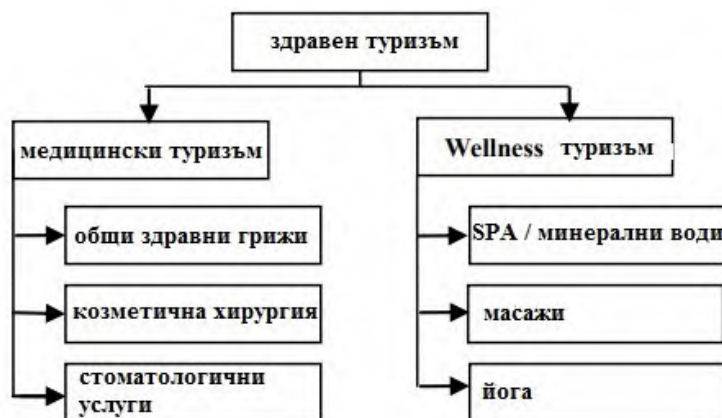 здравен туризъм
медицински туризъм
Wellness туризъм
общи здравни грижи
козметична хирургия
стоматологични
услуги
SPA / минерални води
масажи
йога